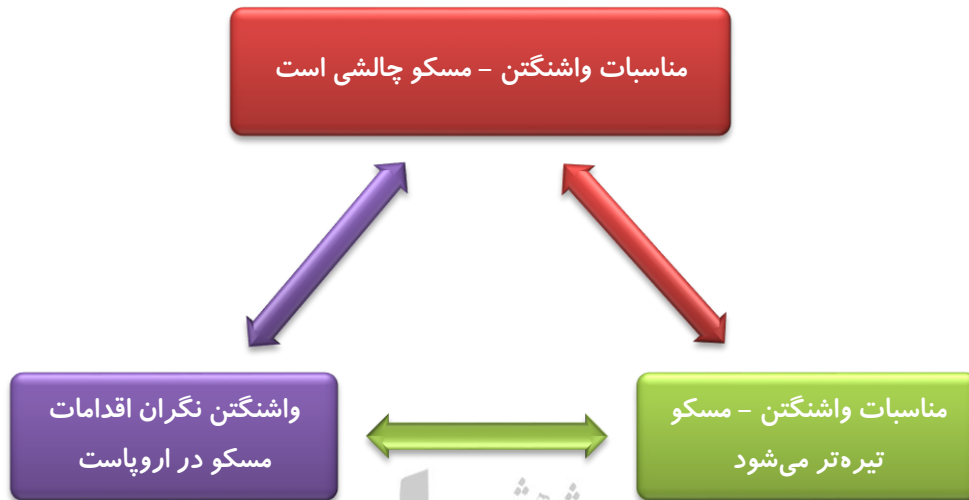 مناسبات واشنگتن – مسکو چالشی است
واشنگتن نگران اقدامات
مسکو در اروپاست
مناسبات واشنگتن – مسکو
تیره‌تر می‌شود